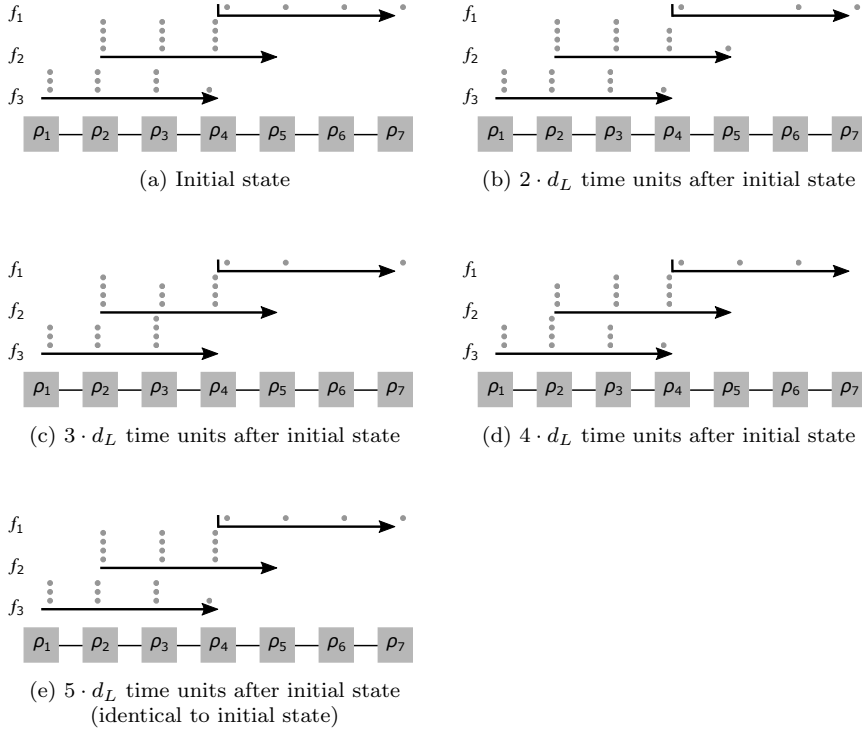 f₁
f₂
f₃
ρ₁ ρ₂ ρ₃ ρ₄ ρ₅ ρ₆ ρ₇
(a) Initial state
f₁
f₂
f₃
ρ₁ ρ₂ ρ₃ ρ₄ ρ₅ ρ₆ ρ₇
(b) 2 · d_L time units after initial state
f₁
f₂
f₃
ρ₁ ρ₂ ρ₃ ρ₄ ρ₅ ρ₆ ρ₇
(c) 3 · d_L time units after initial state
f₁
f₂
f₃
ρ₁ ρ₂ ρ₃ ρ₄ ρ₅ ρ₆ ρ₇
(d) 4 · d_L time units after initial state
f₁
f₂
f₃
ρ₁ ρ₂ ρ₃ ρ₄ ρ₅ ρ₆ ρ₇
(e) 5 · d_L time units after initial state
(identical to initial state)